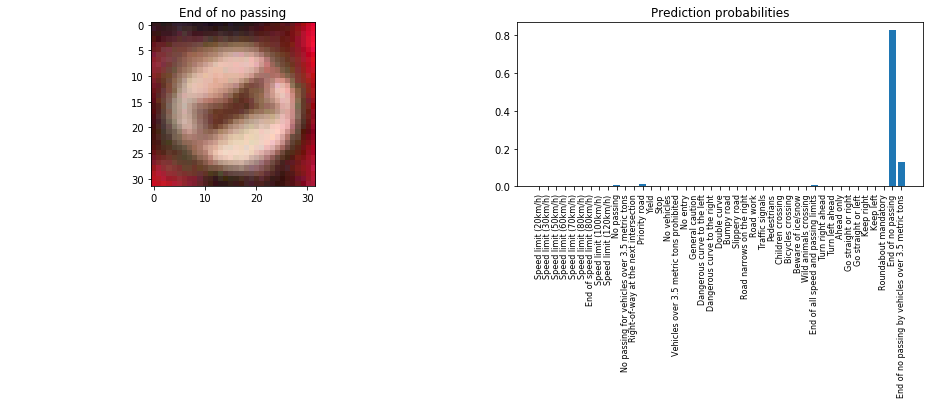 End of no passing
0
5
10
15
20
25
30
0
10
20
30
Prediction probabilities
0.8
0.6
0.4
0.2
0.0
Speed limit (20km/h)
Speed limit (30km/h)
Speed limit (50km/h)
Speed limit (60km/h)
Speed limit (70km/h)
Speed limit (80km/h)
End of speed limit (80km/h)
Speed limit (100km/h)
Speed limit (120km/h)
No passing
No passing for vehicles over 3.5 metric tons
Right-of-way at the next intersection
Priority road
Yield
Stop
No vehicles
Vehicles over 3.5 metric tons prohibited
No entry
General caution
Dangerous curve to the left
Dangerous curve to the right
Double curve
Bumpy road
Slippery road
Road narrows on the right
Road work
Traffic signals
Pedestrians
Children crossing
Bicycles crossing
Beware of ice/snow
Wild animals crossing
End of all speed and passing limits
Turn right ahead
Turn left ahead
Ahead only
Go straight or right
Go straight or left
Keep right
Keep left
Roundabout mandatory
End of no passing
End of no passing by vehicles over 3.5 metric tons